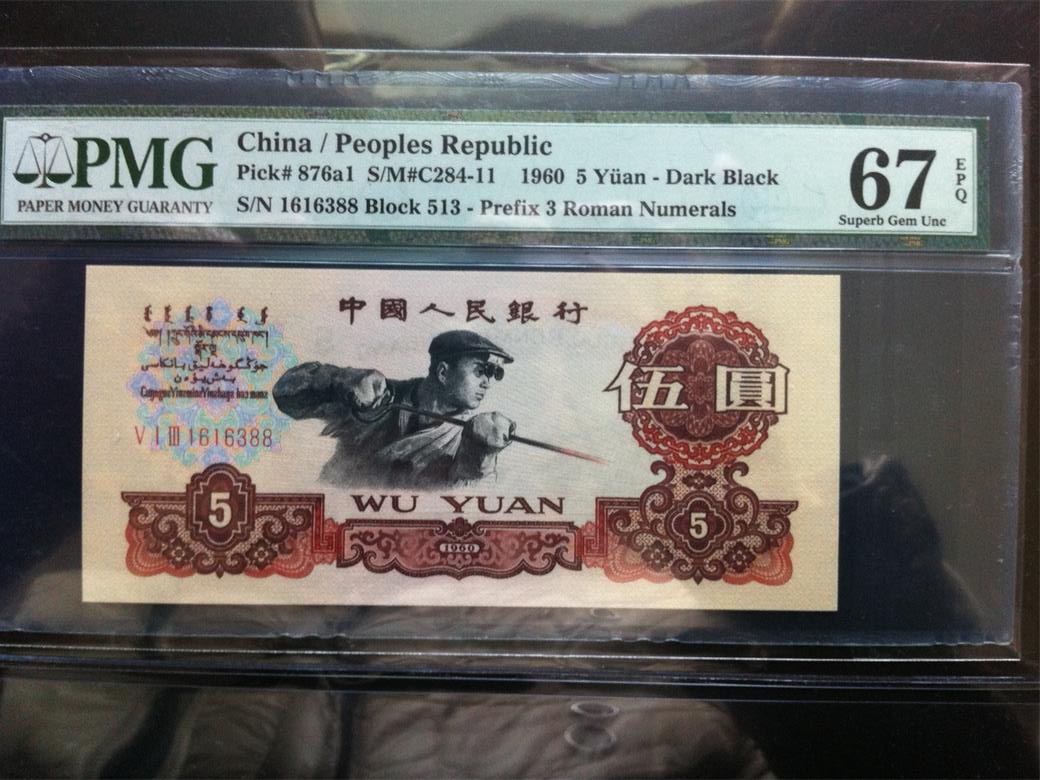 PMG
PAPER MONEY GUARANTY
China / Peoples Republic
Pick# 876a1 S/M#C284-11 1960 5 Yüan - Dark Black
S/N 1616388 Block 513 - Prefix 3 Roman Numerals
67
EPQ
Superb Gem Unc
中國人民銀行
伍圓
V I III 1616388
WU YUAN
5
1960
5